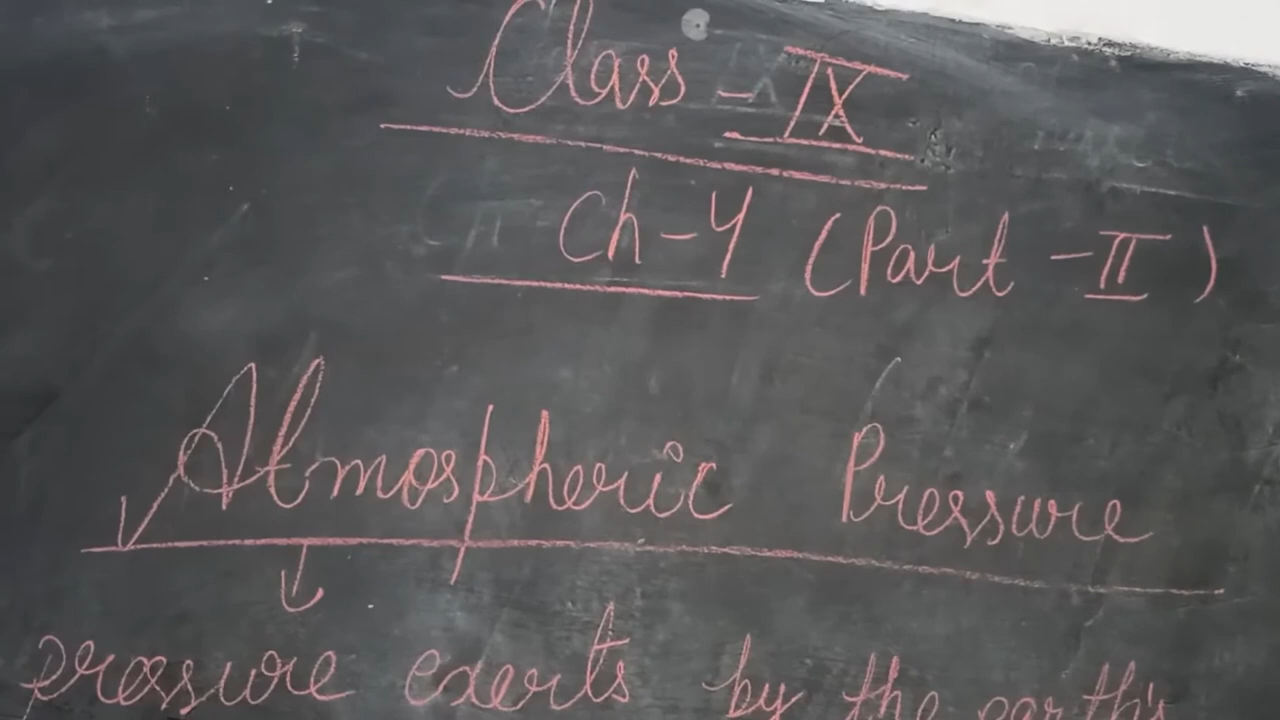 Class - IX
Ch-4 (Part - II)
Atmospheric Pressure
pressure exerts by the earth's